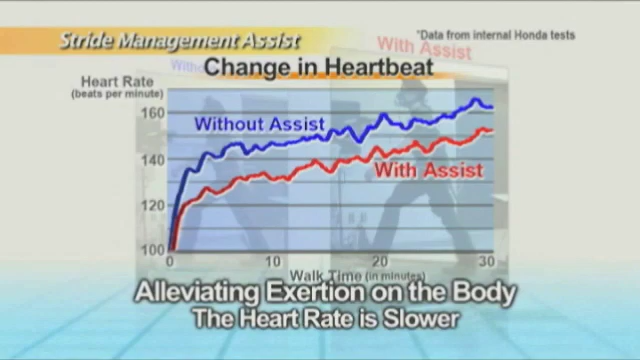 Stride Management Assist
*Data from internal Honda tests
With Assist
Change in Heartbeat
Heart Rate
(beats per minute)
160
Without Assist
140
With Assist
120
100
0 10 20 30
Walk Time (in minutes)
Alleviating Exertion on the Body
The Heart Rate is Slower